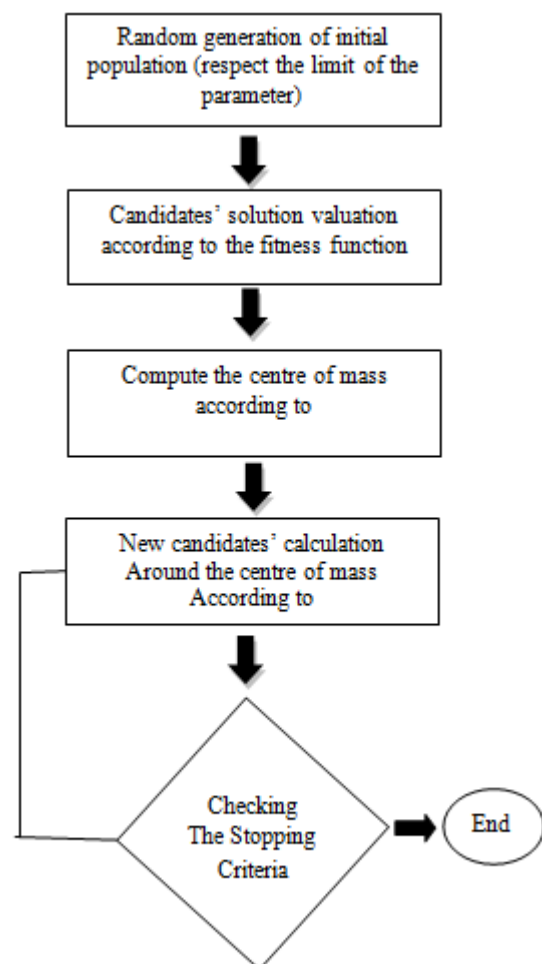 Random generation of initial
population (respect the limit of the
parameter)
Candidates’ solution valuation
according to the fitness function
Compute the centre of mass
according to
New candidates’ calculation
Around the centre of mass
According to
Checking
The Stopping
Criteria
End